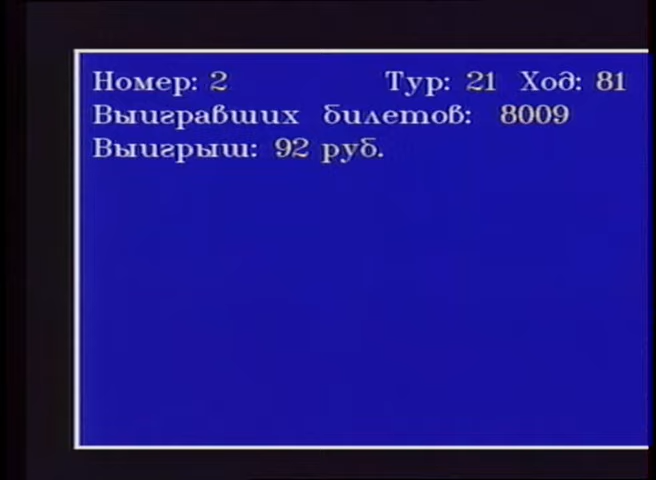 Номер: 2 Тур: 21 Ход: 81
Выигравших билетов: 8009
Выигрыш: 92 руб.